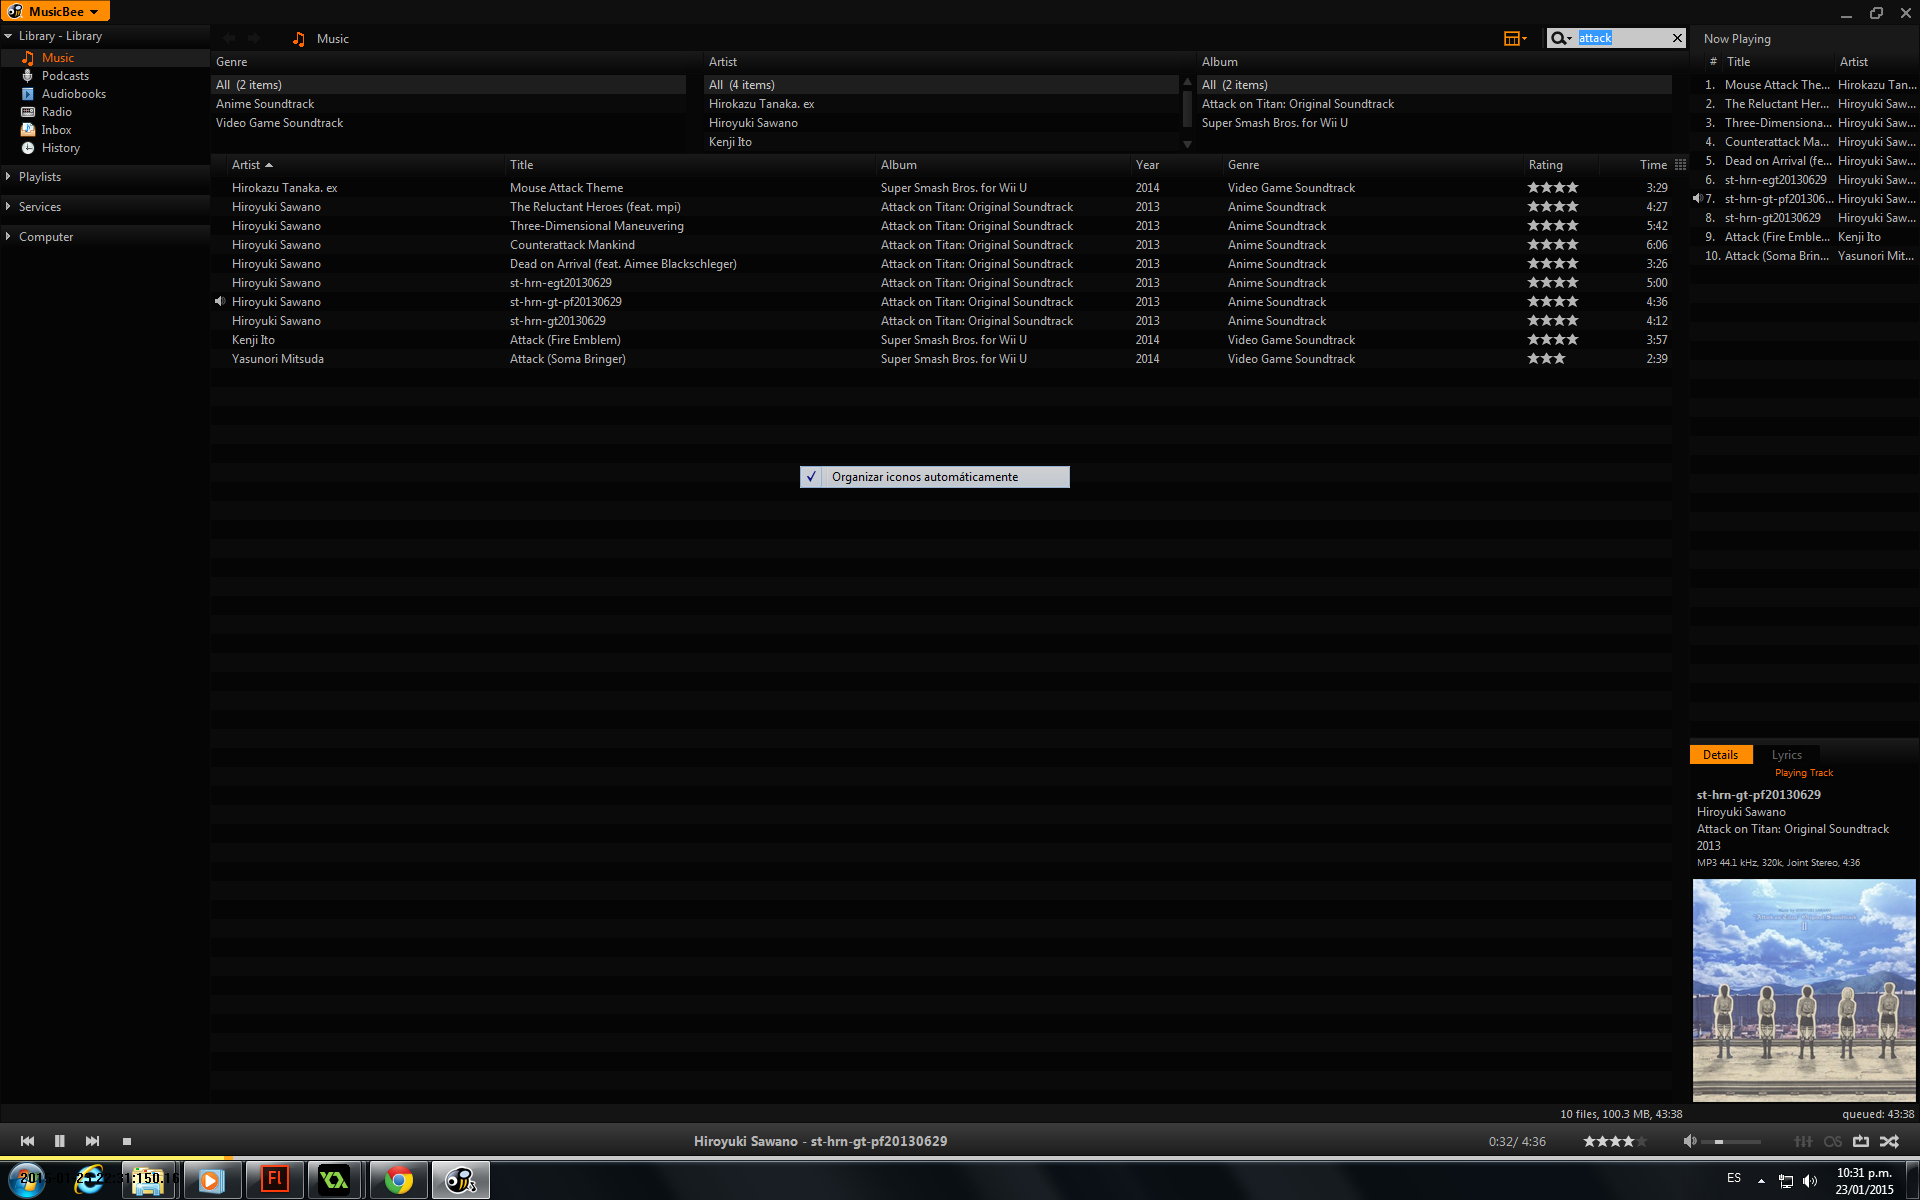 MusicBee
Library - Library
Music
Podcasts
Audiobooks
Radio
Inbox
History
Playlists
Services
Computer
Music
attack
Genre
All (2 items)
Anime Soundtrack
Video Game Soundtrack
Artist
All (4 items)
Hirokazu Tanaka. ex
Hiroyuki Sawano
Kenji Ito
Album
All (2 items)
Attack on Titan: Original Soundtrack
Super Smash Bros. for Wii U
Artist Title Album Year Genre Rating Time
Hirokazu Tanaka. ex Mouse Attack Theme Super Smash Bros. for Wii U 2014 Video Game Soundtrack ★★★★ 3:29
Hiroyuki Sawano The Reluctant Heroes (feat. mpi) Attack on Titan: Original Soundtrack 2013 Anime Soundtrack ★★★★ 4:27
Hiroyuki Sawano Three-Dimensional Maneuvering Attack on Titan: Original Soundtrack 2013 Anime Soundtrack ★★★★ 5:42
Hiroyuki Sawano Counterattack Mankind Attack on Titan: Original Soundtrack 2013 Anime Soundtrack ★★★★ 6:06
Hiroyuki Sawano Dead on Arrival (feat. Aimee Blackschleger) Attack on Titan: Original Soundtrack 2013 Anime Soundtrack ★★★★ 3:26
Hiroyuki Sawano st-hrn-egt20130629 Attack on Titan: Original Soundtrack 2013 Anime Soundtrack ★★★★ 5:00
Hiroyuki Sawano st-hrn-gt-pf20130629 Attack on Titan: Original Soundtrack 2013 Anime Soundtrack ★★★★ 4:36
Hiroyuki Sawano st-hrn-gt20130629 Attack on Titan: Original Soundtrack 2013 Anime Soundtrack ★★★★ 4:12
Kenji Ito Attack (Fire Emblem) Super Smash Bros. for Wii U 2014 Video Game Soundtrack ★★★★ 3:57
Yasunori Mitsuda Attack (Soma Bringer) Super Smash Bros. for Wii U 2014 Video Game Soundtrack ★★★ 2:39
Organizar iconos automáticamente
Now Playing
# Title Artist
1. Mouse Attack The... Hirokazu Tan...
2. The Reluctant Her... Hiroyuki Saw...
3. Three-Dimensiona... Hiroyuki Saw...
4. Counterattack Ma... Hiroyuki Saw...
5. Dead on Arrival (fe... Hiroyuki Saw...
6. st-hrn-egt20130629 Hiroyuki Saw...
7. st-hrn-gt-pf201306... Hiroyuki Saw...
8. st-hrn-gt20130629 Hiroyuki Saw...
9. Attack (Fire Emble... Kenji Ito
10. Attack (Soma Brin... Yasunori Mit...
Details Lyrics
Playing Track
st-hrn-gt-pf20130629
Hiroyuki Sawano
Attack on Titan: Original Soundtrack
2013
MP3 44.1 kHz, 320k, Joint Stereo, 4:36
10 files, 100.3 MB, 43:38
queued: 43:38
Hiroyuki Sawano - st-hrn-gt-pf20130629
0:32/ 4:36
Fl
ES
10:31 p.m.
23/01/2015